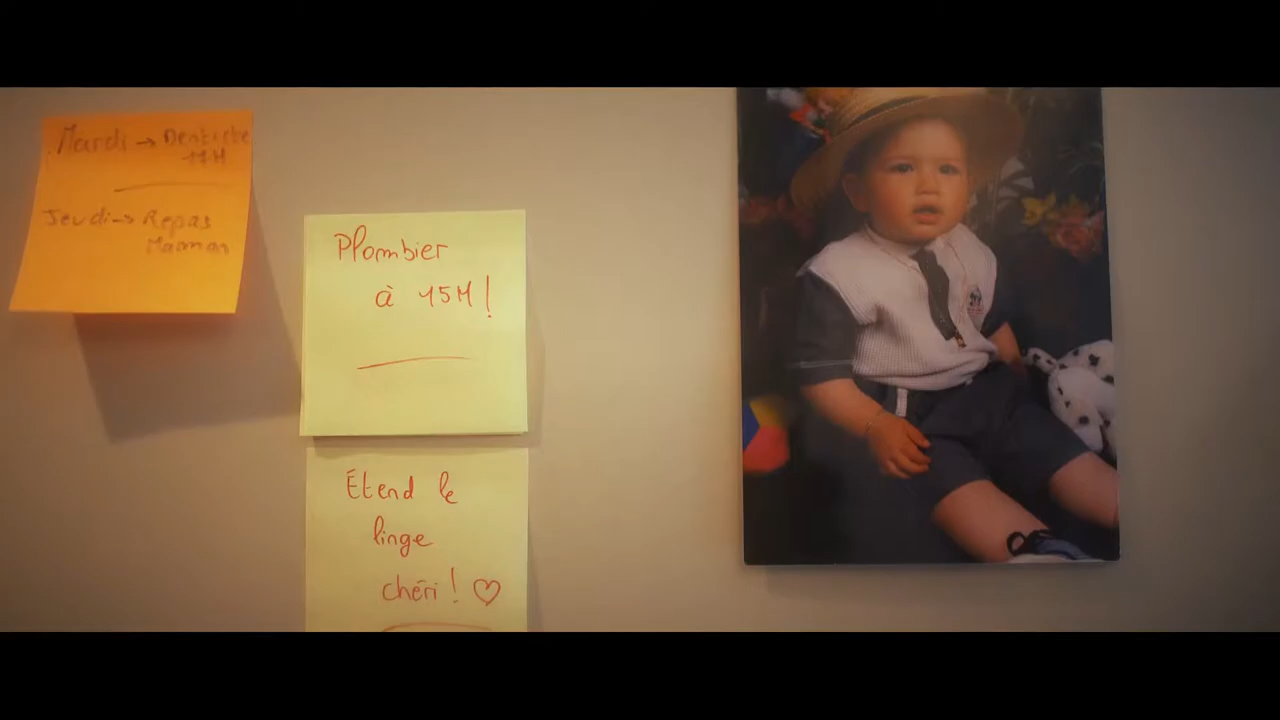 Mardi → Dentiste
11H
Jeudi → Repas
Maman
Plombier
à 15H!
Étend le
linge
chéri ! ♡